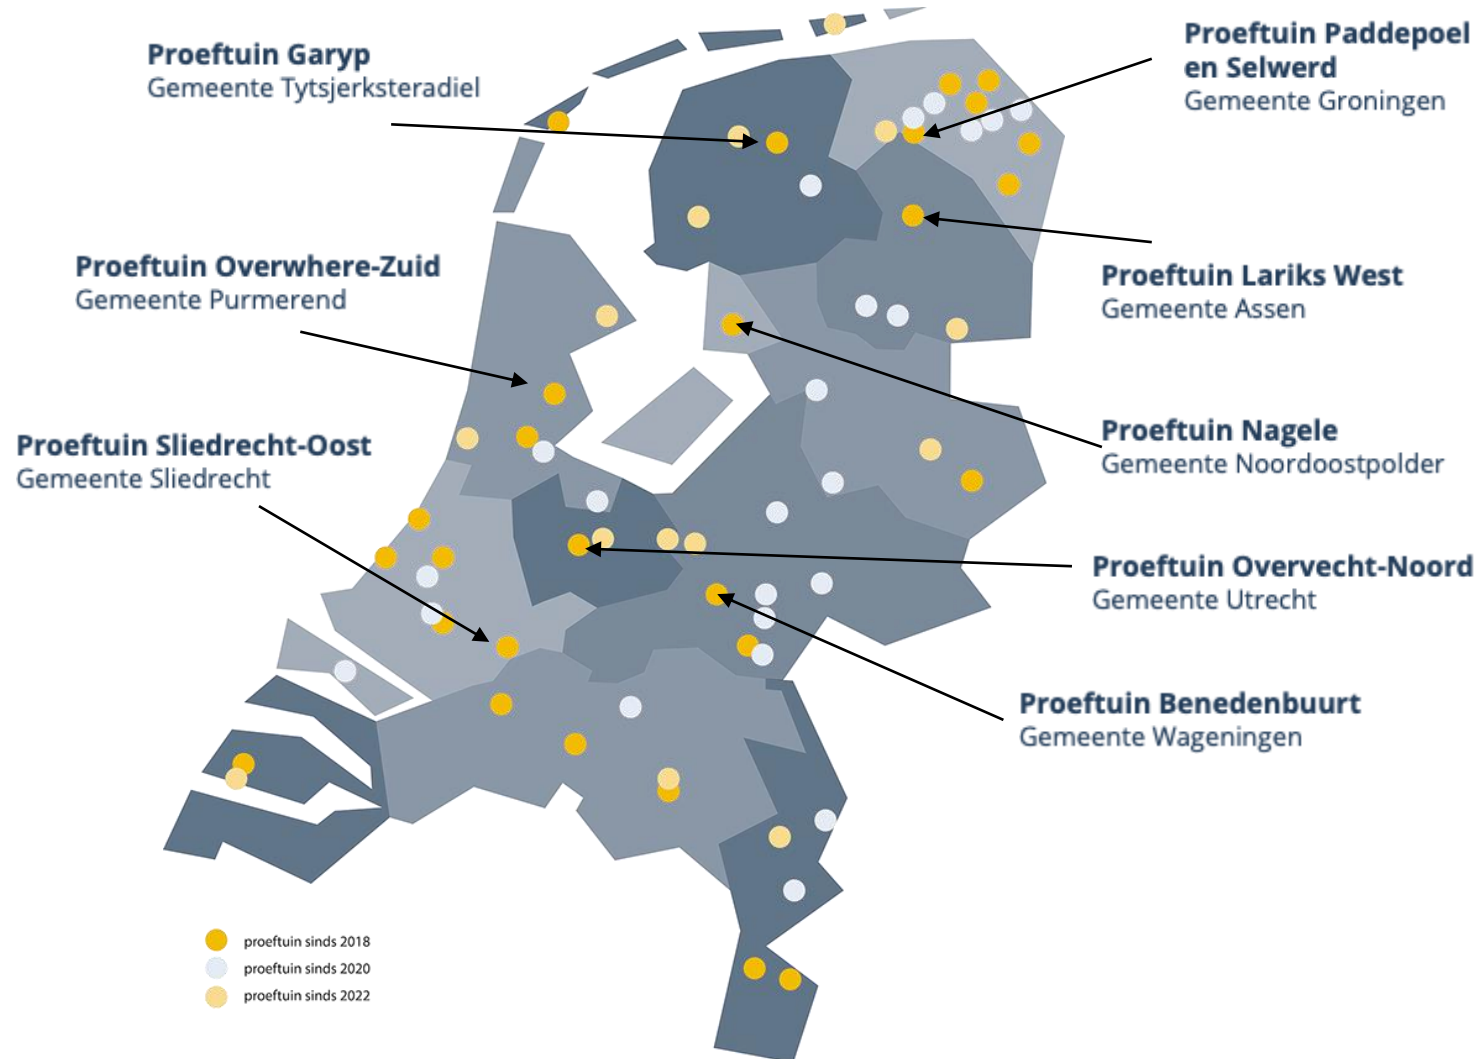 Proeftuin Garyp
Gemeente Tytsjerksteradiel
Proeftuin Paddepoel
en Selwerd
Gemeente Groningen
Proeftuin Overwhere-Zuid
Gemeente Purmerend
Proeftuin Lariks West
Gemeente Assen
Proeftuin Sliedrecht-Oost
Gemeente Sliedrecht
Proeftuin Nagele
Gemeente Noordoostpolder
Proeftuin Overvecht-Noord
Gemeente Utrecht
Proeftuin Benedenbuurt
Gemeente Wageningen
proeftuin sinds 2018
proeftuin sinds 2020
proeftuin sinds 2022